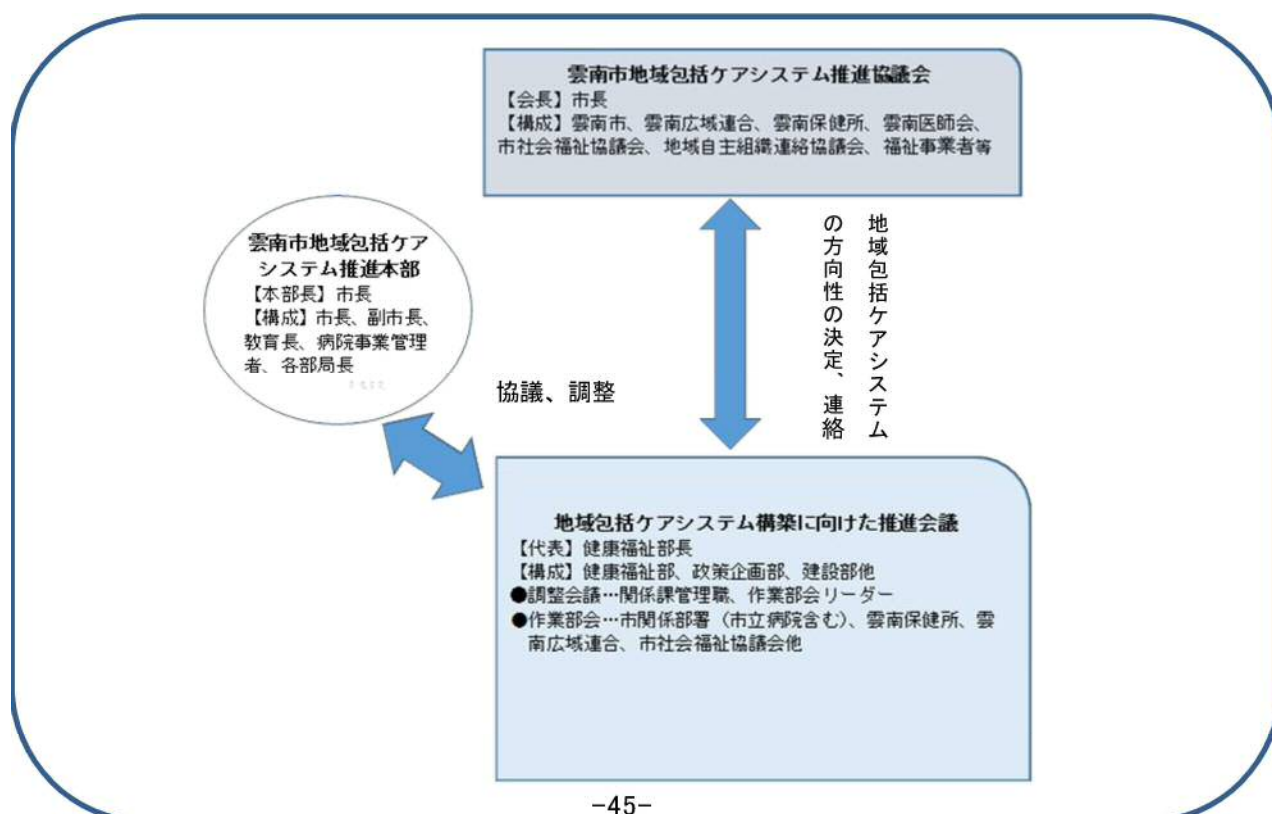 雲南市地域包括ケアシステム推進協議会
【会長】市長
【構成】雲南市、雲南広域連合、雲南保健所、雲南医師会、
市社会福祉協議会、地域自主組織連絡協議会、福祉事業者等
雲南市地域包括ケア
システム推進本部
【本部長】市長
【構成】市長、副市長、
教育長、病院事業管理
者、各部局長
協議、調整
地域包括ケアシステム
の方向性の決定、連絡
地域包括ケアシステム構築に向けた推進会議
【代表】健康福祉部長
【構成】健康福祉部、政策企画部、建設部他
●調整会議…関係課管理職、作業部会リーダー
●作業部会…市関係部署（市立病院含む）、雲南保健所、雲
南広域連合、市社会福祉協議会他
-45-